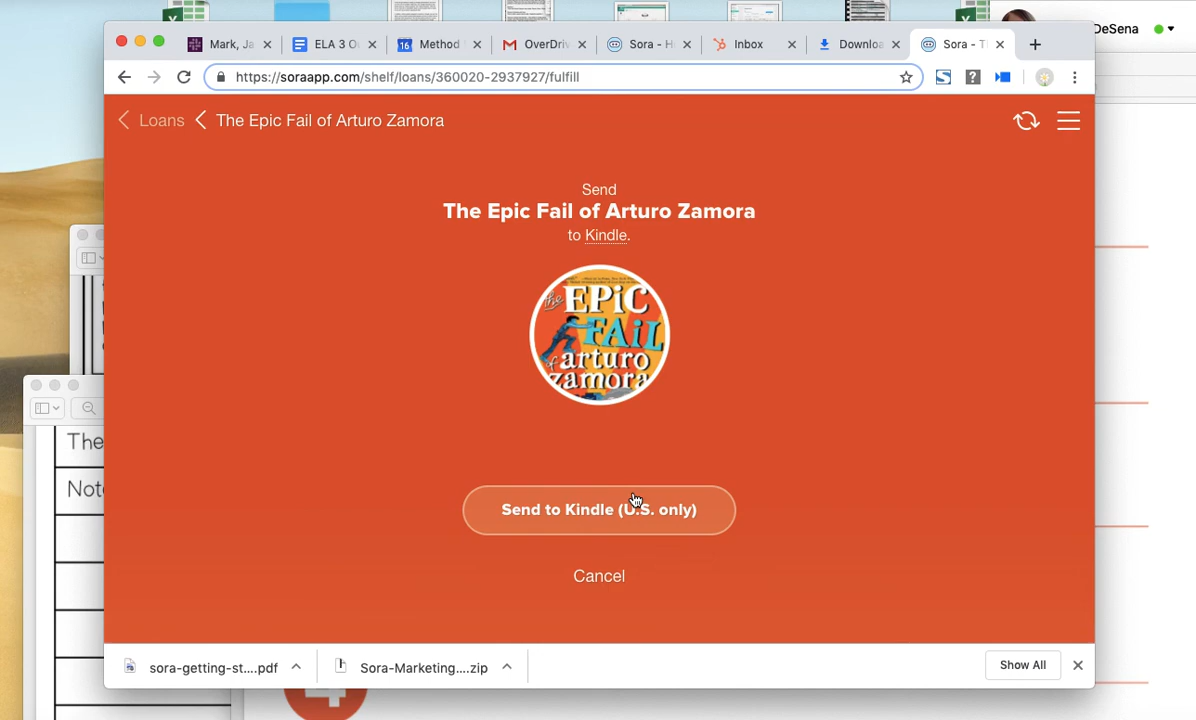 DeSena
Mark, Ja
ELA 3 O
Method
OverDriv
Sora - H
Inbox
Downloa
Sora - T
https://soraapp.com/shelf/loans/360020-2937927/fulfill
Loans
The Epic Fail of Arturo Zamora
Send
The Epic Fail of Arturo Zamora
to Kindle.
the
EPiC
FAiL
of arturo
zamora
Send to Kindle (U.S. only)
Cancel
The
Note
sora-getting-st....pdf
Sora-Marketing....zip
Show All